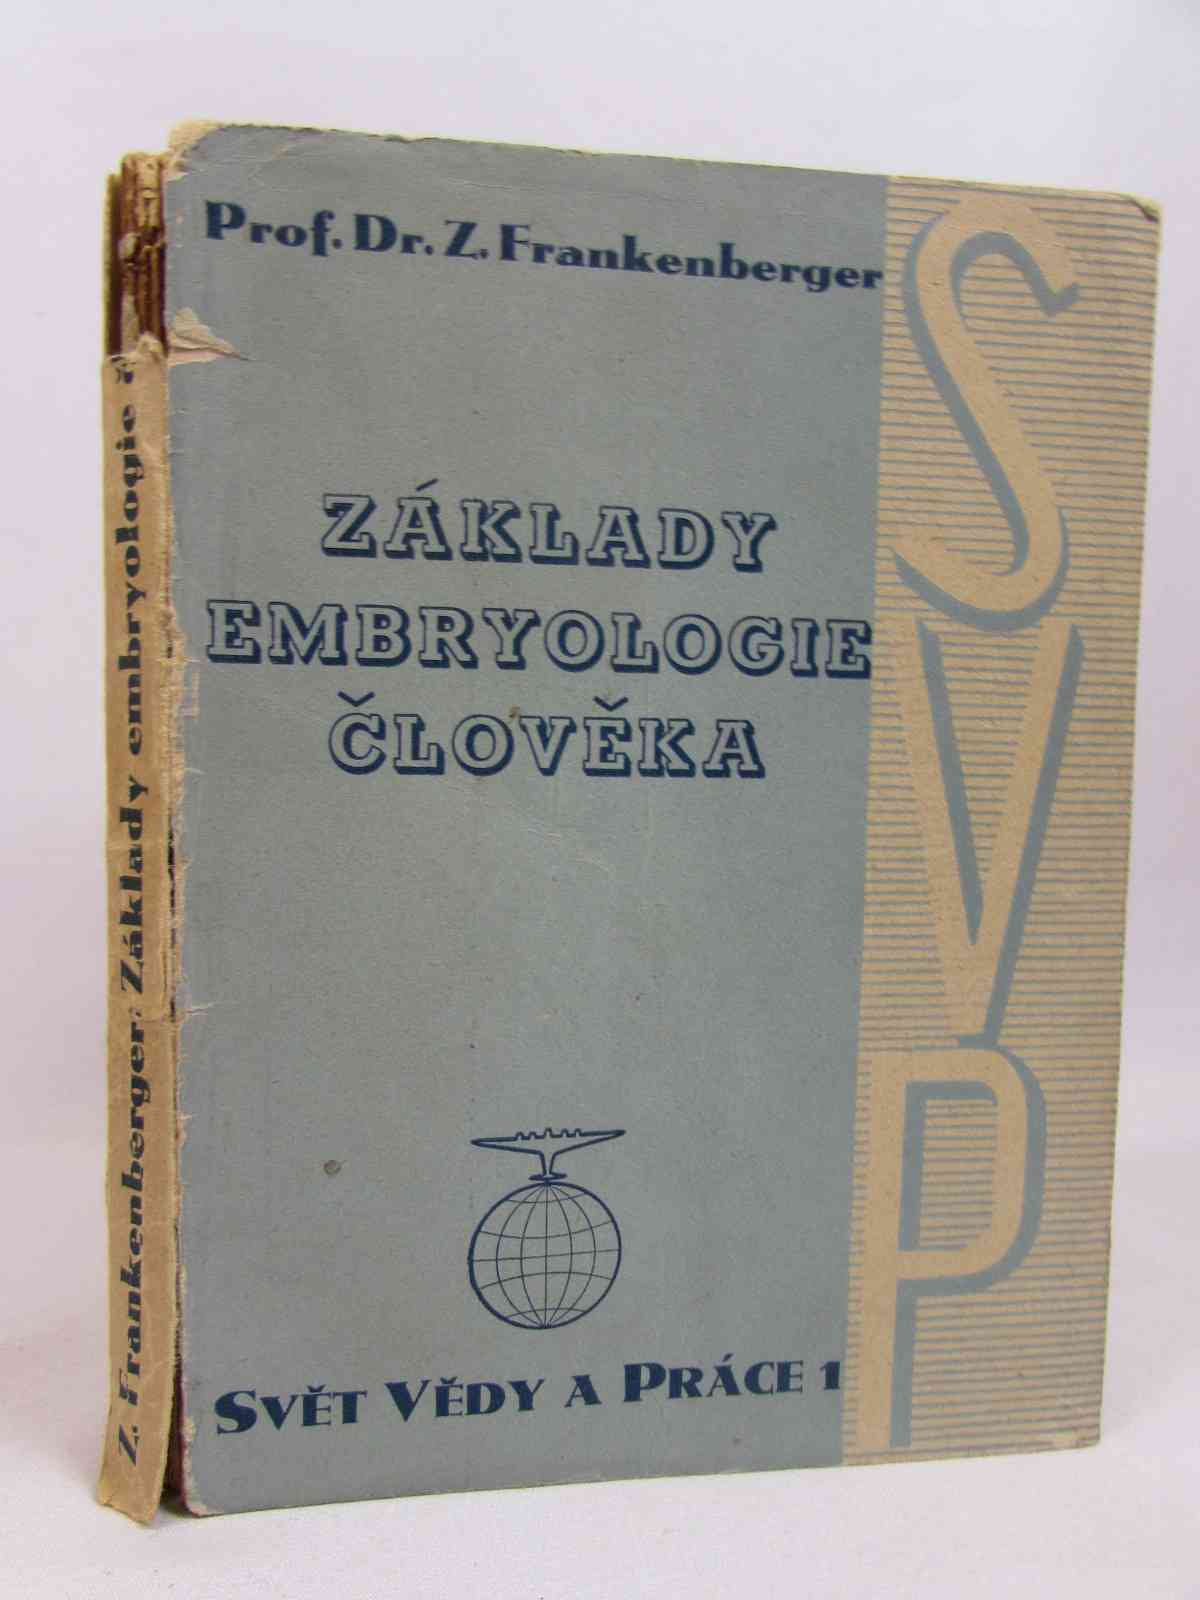 Prof. Dr. Z. Frankenberger
ZÁKLADY
EMBRYOLOGIE
ČLOVĚKA
SVĚT VĚDY A PRÁCE 1
SVP
Z. Frankenberger: Základy embryologie